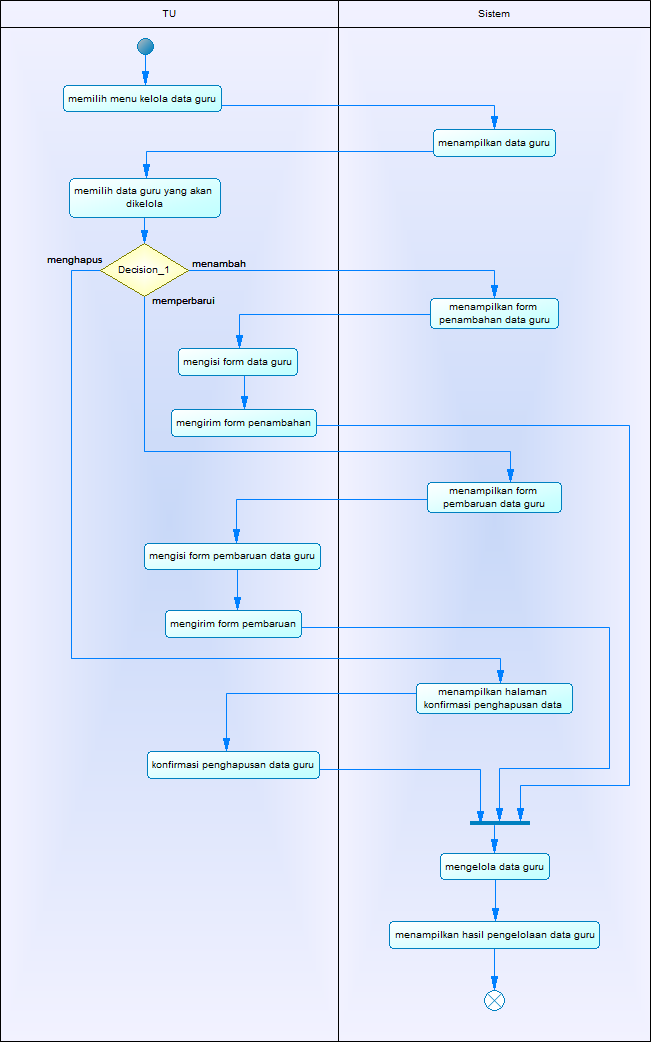 TU
Sistem
memilih menu kelola data guru
menampilkan data guru
memilih data guru yang akan
dikelola
menghapus
Decision_1
menambah
memperbarui
menampilkan form
penambahan data guru
mengisi form data guru
mengirim form penambahan
menampilkan form
pembaruan data guru
mengisi form pembaruan data guru
mengirim form pembaruan
menampilkan halaman
konfirmasi penghapusan data
konfirmasi penghapusan data guru
mengelola data guru
menampilkan hasil pengelolaan data guru